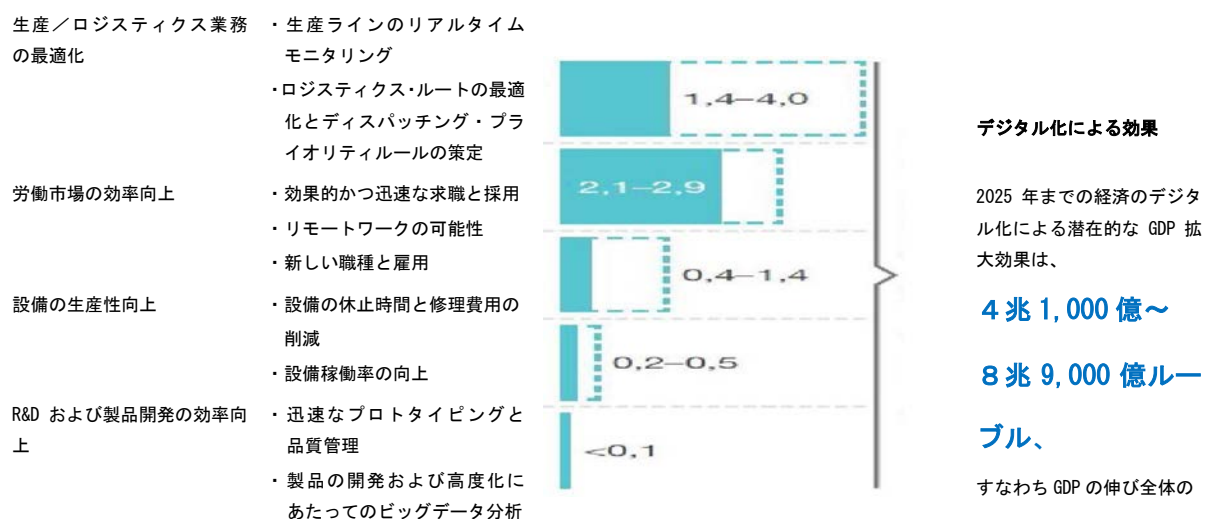 生産／ロジスティクス業務
の最適化
・生産ラインのリアルタイム
モニタリング
・ロジスティクス・ルートの最適
化とディスパッチング・プラ
イオリティルールの策定
1,4–4,0
労働市場の効率向上
・効果的かつ迅速な求職と採用
・リモートワークの可能性
・新しい職種と雇用
2,1–2,9
設備の生産性向上
・設備の休止時間と修理費用の
削減
・設備稼働率の向上
0,4–1,4
R&D および製品開発の効率向
上
・迅速なプロトタイピングと
品質管理
・製品の開発および高度化に
あたってのビッグデータ分析
0,2–0,5
<0,1
デジタル化による効果
2025 年までの経済のデジタ
ル化による潜在的な GDP 拡
大効果は、
４兆 1,000 億～
８兆 9,000 億ルー
ブル、
すなわち GDP の伸び全体の